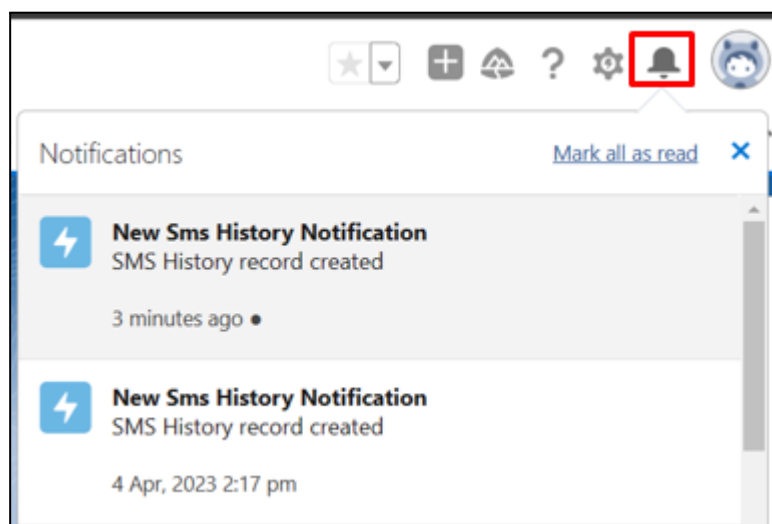 Notifications
Mark all as read
New Sms History Notification
SMS History record created
3 minutes ago
New Sms History Notification
SMS History record created
4 Apr, 2023 2:17 pm